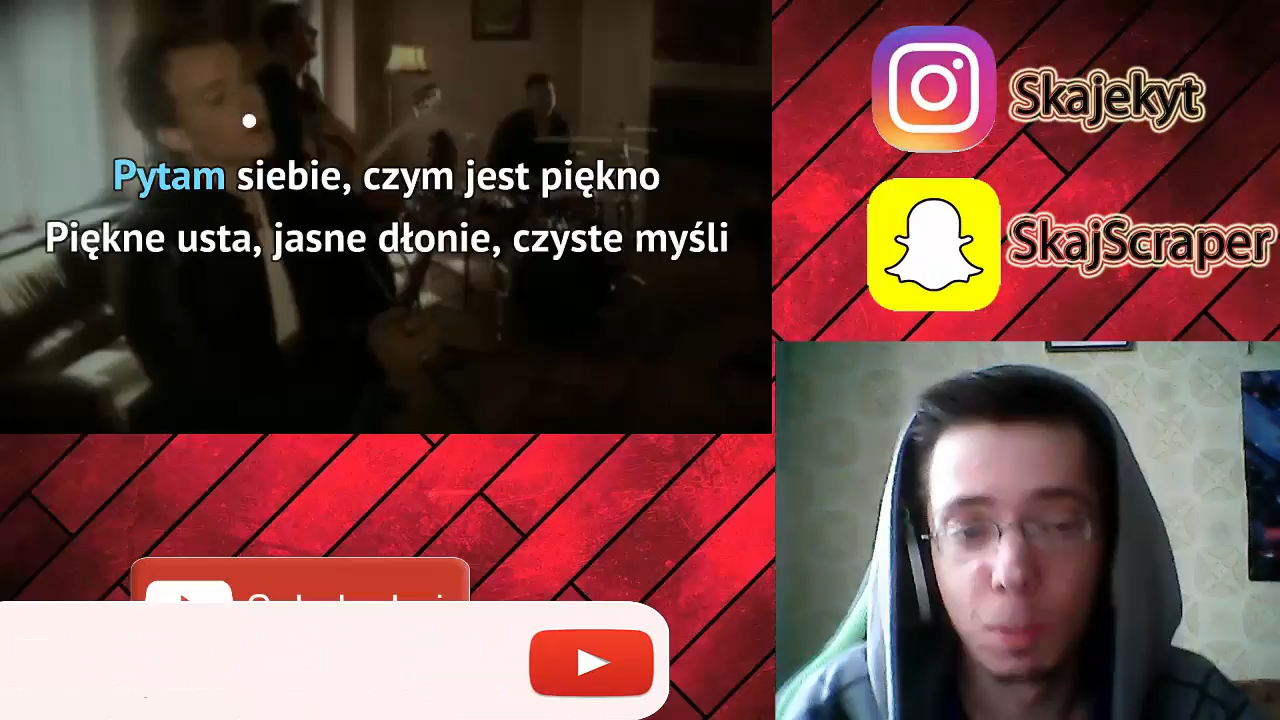 Pytam siebie, czym jest piękno
Piękne usta, jasne dłonie, czyste myśli
Skajekyt
SkajScraper